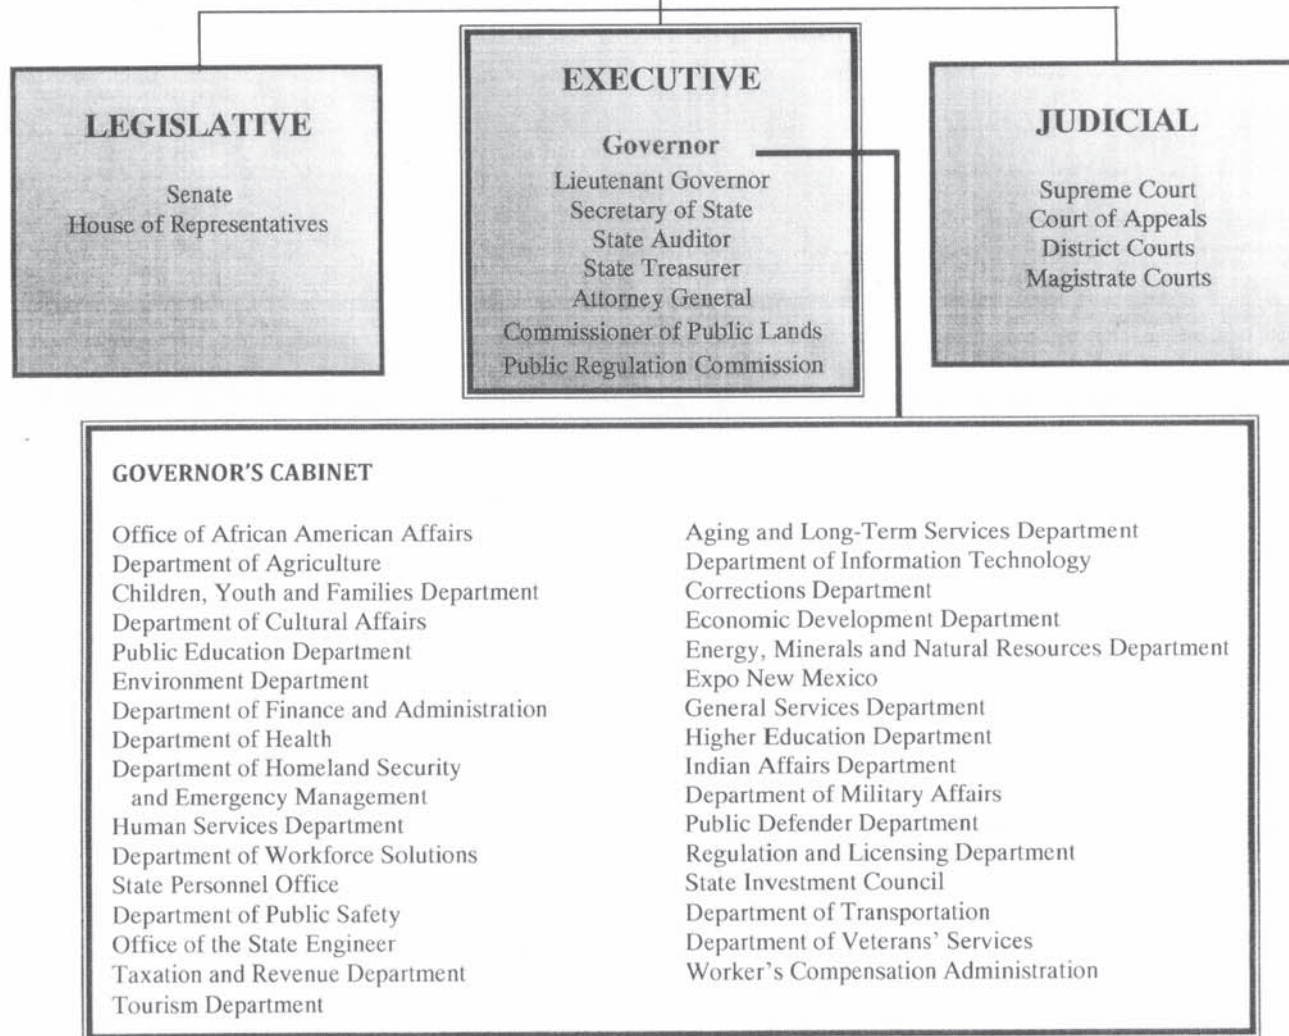 LEGISLATIVE
Senate
House of Representatives
EXECUTIVE
Governor
Lieutenant Governor
Secretary of State
State Auditor
State Treasurer
Attorney General
Commissioner of Public Lands
Public Regulation Commission
JUDICIAL
Supreme Court
Court of Appeals
District Courts
Magistrate Courts
GOVERNOR'S CABINET
Office of African American Affairs
Department of Agriculture
Children, Youth and Families Department
Department of Cultural Affairs
Public Education Department
Environment Department
Department of Finance and Administration
Department of Health
Department of Homeland Security
and Emergency Management
Human Services Department
Department of Workforce Solutions
State Personnel Office
Department of Public Safety
Office of the State Engineer
Taxation and Revenue Department
Tourism Department
Aging and Long-Term Services Department
Department of Information Technology
Corrections Department
Economic Development Department
Energy, Minerals and Natural Resources Department
Expo New Mexico
General Services Department
Higher Education Department
Indian Affairs Department
Department of Military Affairs
Public Defender Department
Regulation and Licensing Department
State Investment Council
Department of Transportation
Department of Veterans' Services
Worker's Compensation Administration